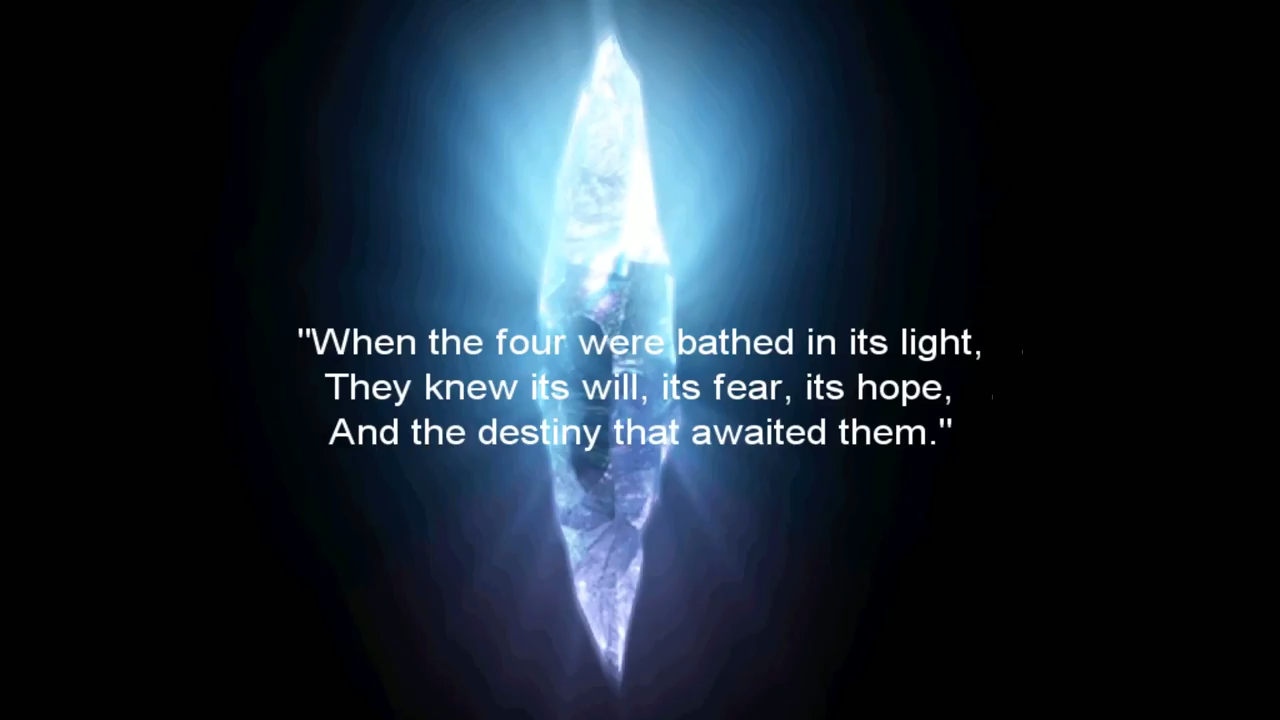 "When the four were bathed in its light,
They knew its will, its fear, its hope,
And the destiny that awaited them."